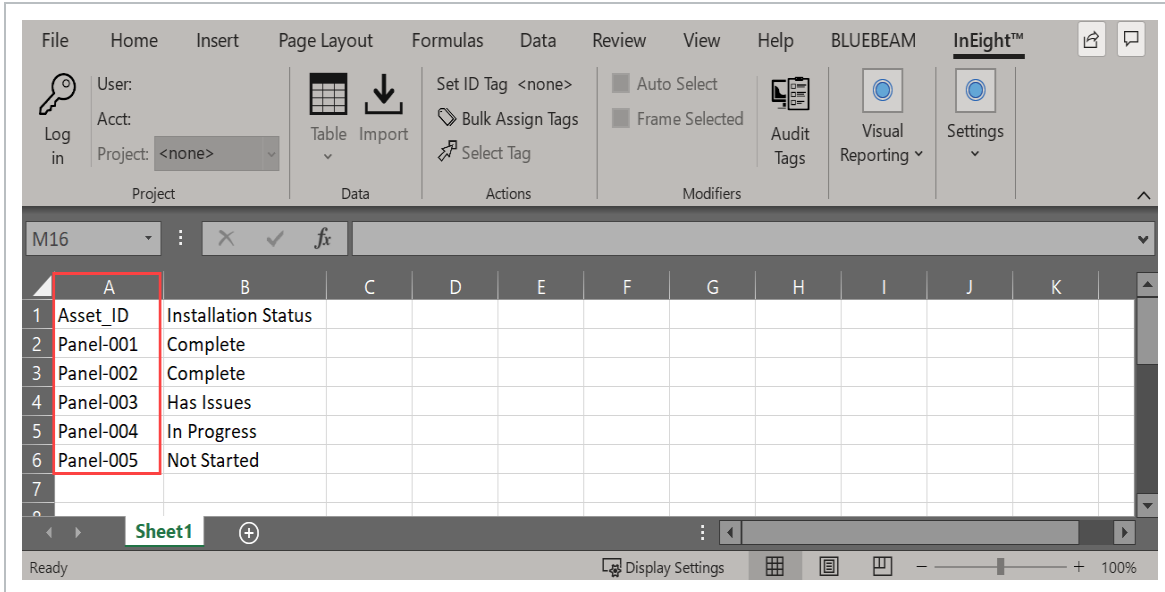 File Home Insert Page Layout Formulas Data Review View Help BLUEBEAM InEight™
Log in
User:
Acct:
Project: <none>
Project
Table Import
Data
Set ID Tag <none>
Bulk Assign Tags
Select Tag
Actions
Auto Select
Frame Selected
Modifiers
Audit Tags
Visual Reporting
Settings
M16 fx
A B C D E F G H I J K
1 Asset_ID Installation Status
2 Panel-001 Complete
3 Panel-002 Complete
4 Panel-003 Has Issues
5 Panel-004 In Progress
6 Panel-005 Not Started
7
Sheet1
Ready Display Settings 100%